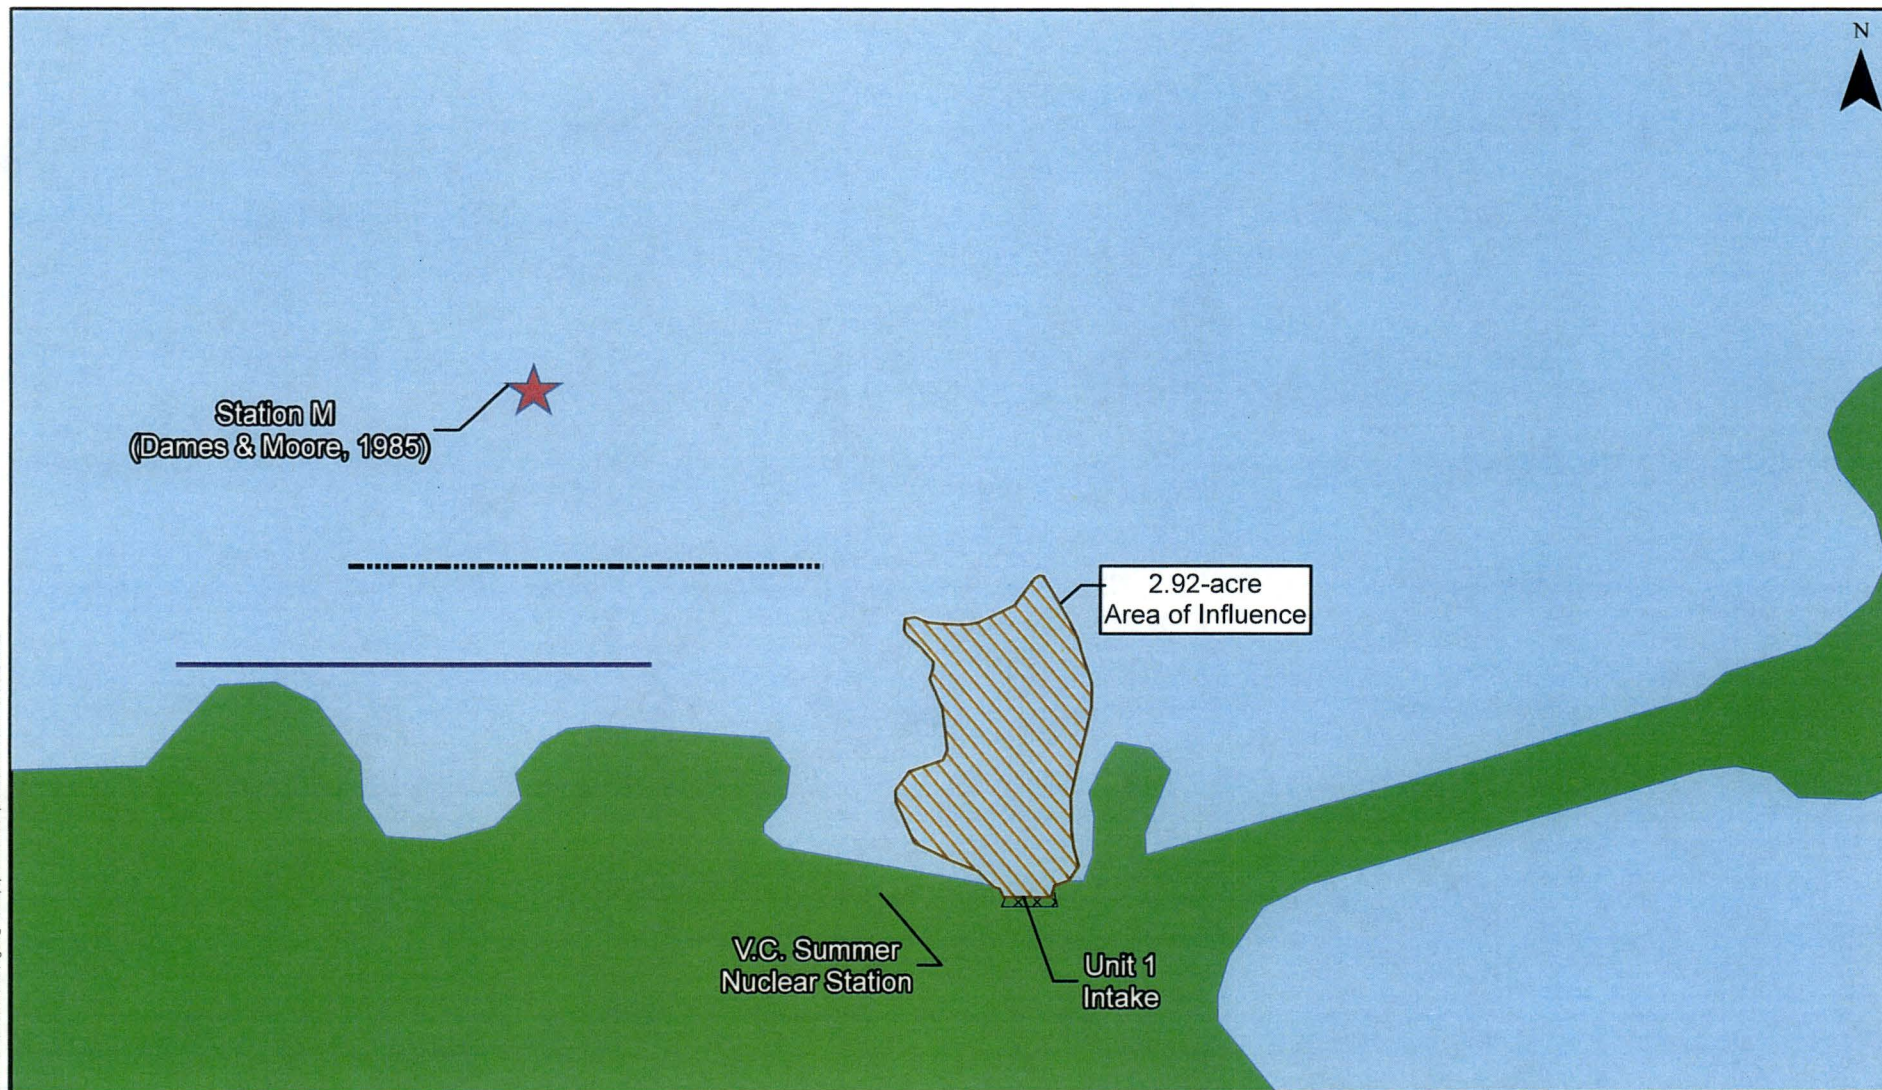 N
Station M
(Dames & Moore, 1985)
2.92-acre
Area of Influence
V.C. Summer
Nuclear Station
Unit 1
Intake